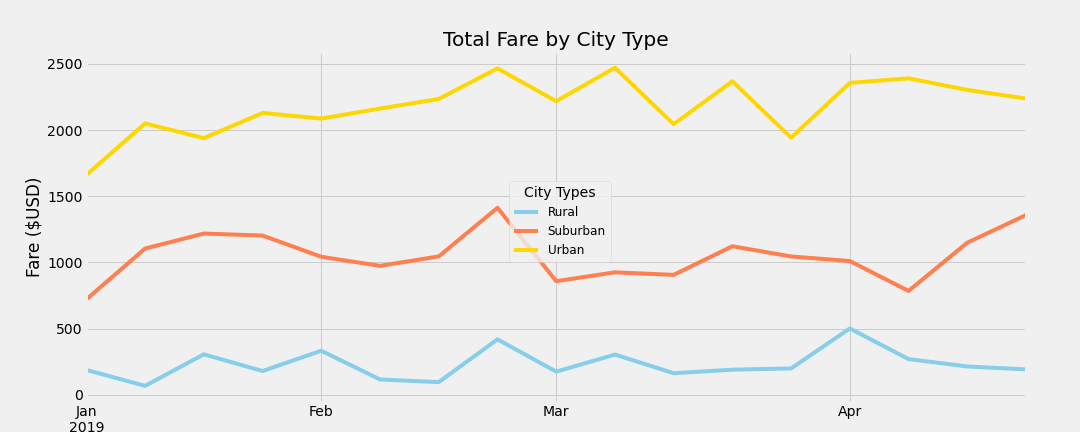 Total Fare by City Type
Fare ($USD)
2500
2000
1500
1000
500
0
City Types
Rural
Suburban
Urban
Jan
2019
Feb
Mar
Apr